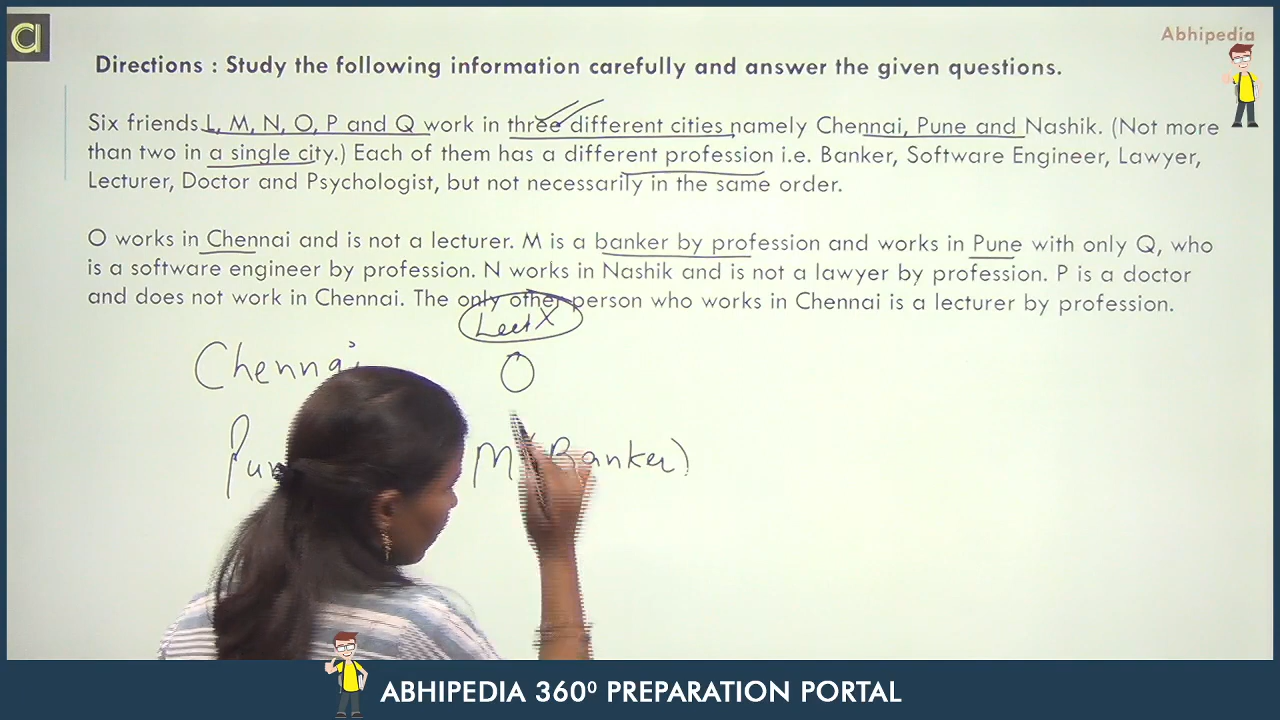 Abhipedia
Directions : Study the following information carefully and answer the given questions.
Six friends L, M, N, O, P and Q work in three different cities namely Chennai, Pune and Nashik. (Not more
than two in a single city.) Each of them has a different profession i.e. Banker, Software Engineer, Lawyer,
Lecturer, Doctor and Psychologist, but not necessarily in the same order.
O works in Chennai and is not a lecturer. M is a banker by profession and works in Pune with only Q, who
is a software engineer by profession. N works in Nashik and is not a lawyer by profession. P is a doctor
and does not work in Chennai. The only other person who works in Chennai is a lecturer by profession.
Lect X
Chennai O
Pun M (Banker)
ABHIPEDIA 360⁰ PREPARATION PORTAL